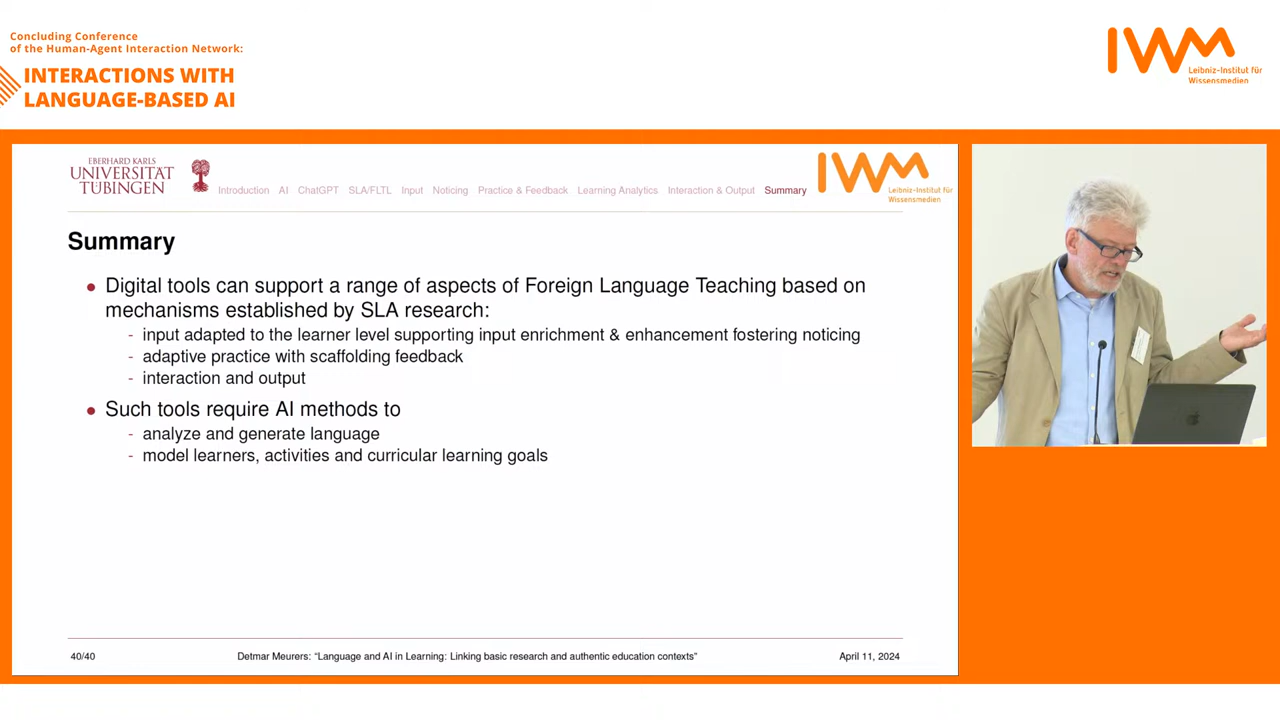 Concluding Conference
of the Human-Agent Interaction Network:
INTERACTIONS WITH
LANGUAGE-BASED AI
IWM
Leibniz-Institut für
Wissensmedien
EBERHARD KARLS
UNIVERSITÄT
TÜBINGEN
Introduction AI ChatGPT SLA/FLTL Input Noticing Practice & Feedback Learning Analytics Interaction & Output Summary
IWM
Leibniz-Institut für
Wissensmedien
Summary
• Digital tools can support a range of aspects of Foreign Language Teaching based on
mechanisms established by SLA research:
- input adapted to the learner level supporting input enrichment & enhancement fostering noticing
- adaptive practice with scaffolding feedback
- interaction and output
• Such tools require AI methods to
- analyze and generate language
- model learners, activities and curricular learning goals
40/40 Detmar Meurers: “Language and AI in Learning: Linking basic research and authentic education contexts” April 11, 2024